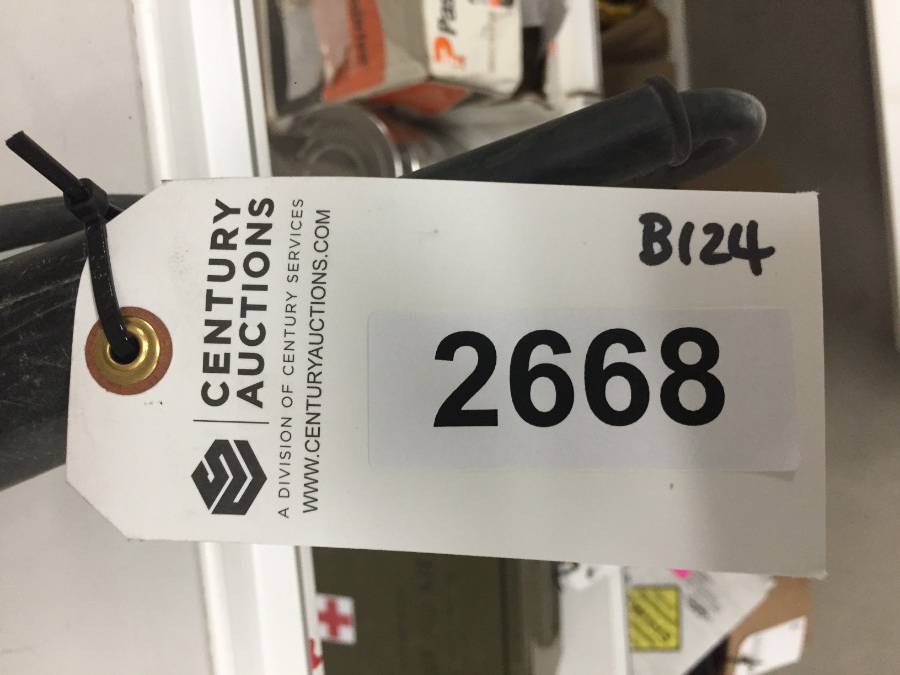 B124
2668
CENTURY
AUCTIONS
A DIVISION OF CENTURY SERVICES
WWW.CENTURYAUCTIONS.COM